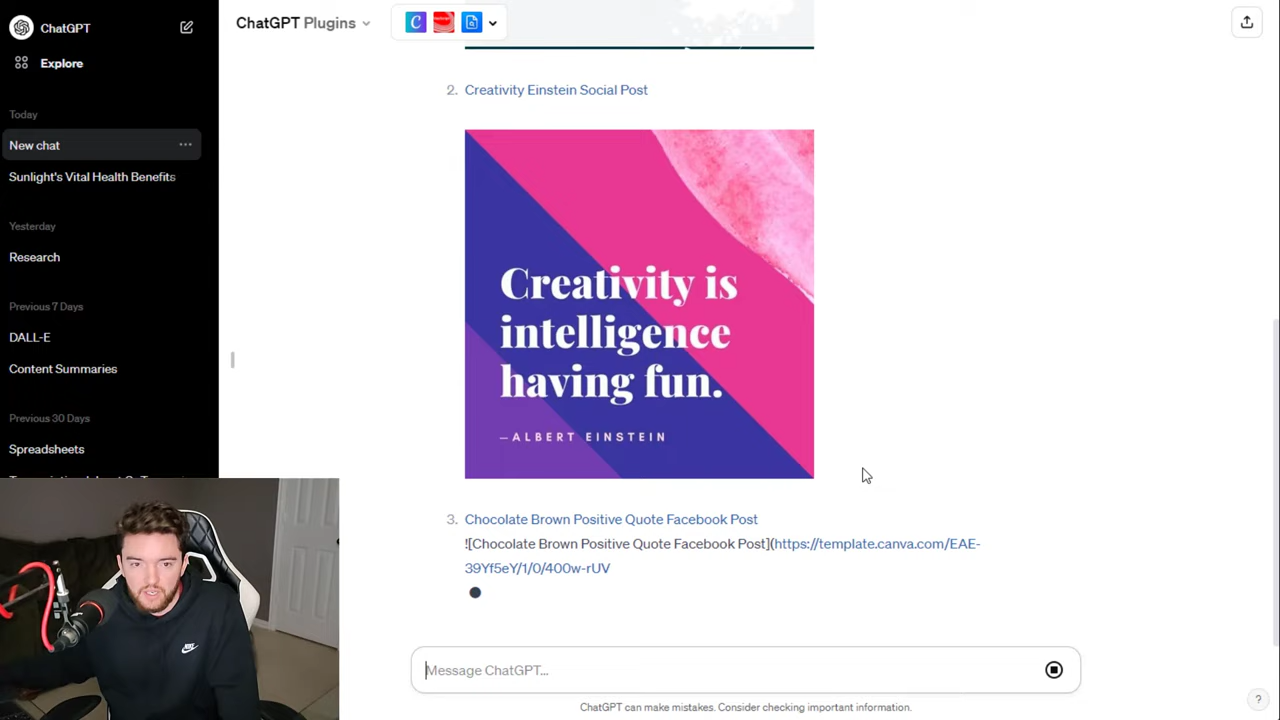 ChatGPT
Explore
Today
New chat
Sunlight's Vital Health Benefits
Yesterday
Research
Previous 7 Days
DALL-E
Content Summaries
Previous 30 Days
Spreadsheets
ChatGPT Plugins
C
2. Creativity Einstein Social Post
Creativity is
intelligence
having fun.
—ALBERT EINSTEIN
3. Chocolate Brown Positive Quote Facebook Post
![Chocolate Brown Positive Quote Facebook Post](https://template.canva.com/EAE-
39Yf5eY/1/0/400w-rUV
Message ChatGPT...
ChatGPT can make mistakes. Consider checking important information.
?